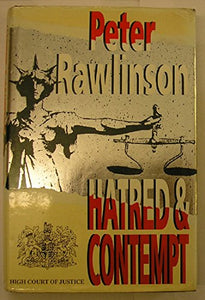 Peter
Rawlinson
HATRED &
CONTEMPT
HIGH COURT OF JUSTICE